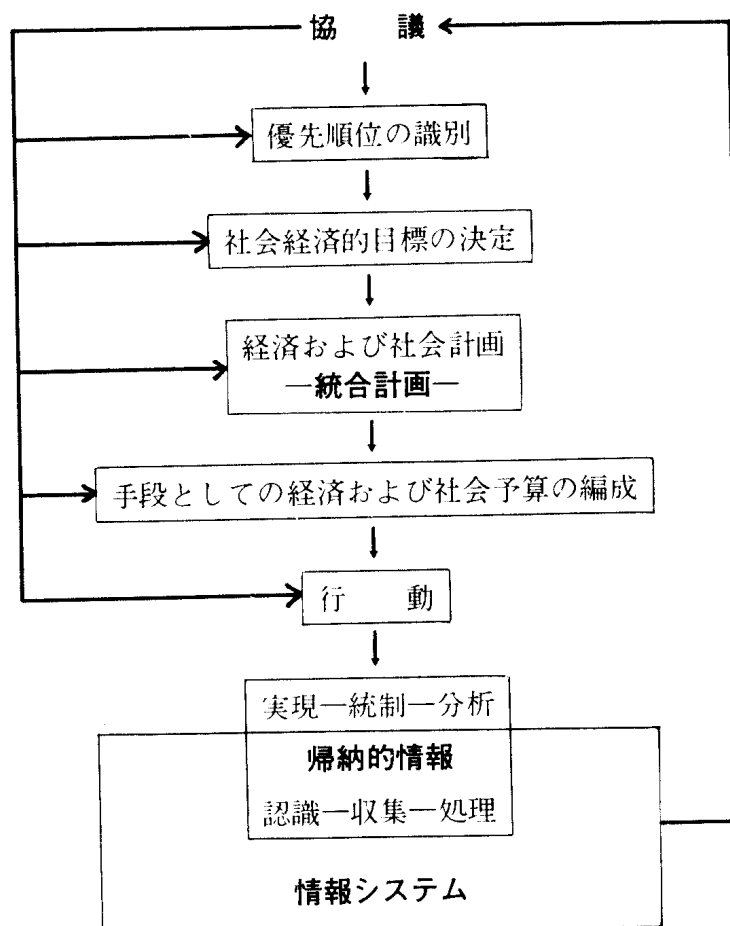 協　議
優先順位の識別
社会経済的目標の決定
経済および社会計画
―統合計画―
手段としての経済および社会予算の編成
行　動
実現―統制―分析
帰納的情報
認識―収集―処理
情報システム